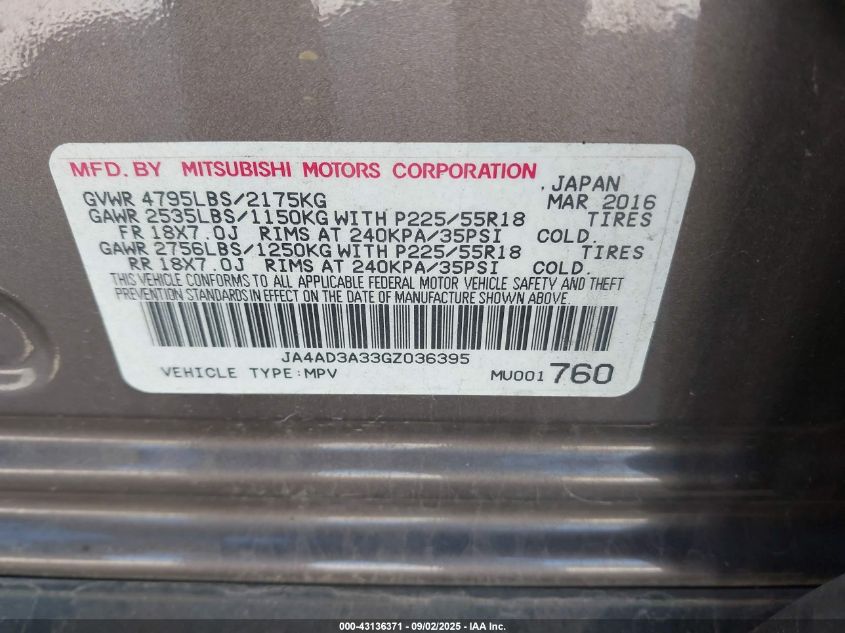 MFD. BY MITSUBISHI MOTORS CORPORATION
.JAPAN
GVWR 4795LBS/2175KG MAR 2016
GAWR 2535LBS/1150KG WITH P225/55R18 TIRES
FR 18X7.0J RIMS AT 240KPA/35PSI COLD.
GAWR 2756LBS/1250KG WITH P225/55R18 TIRES
RR 18X7.0J RIMS AT 240KPA/35PSI COLD.
THIS VEHICLE CONFORMS TO ALL APPLICABLE FEDERAL MOTOR VEHICLE SAFETY AND THEFT
PREVENTION STANDARDS IN EFFECT ON THE DATE OF MANUFACTURE SHOWN ABOVE.
JA4AD3A33GZ036395
VEHICLE TYPE:MPV MU001760
000-43136371 - 09/02/2025 - IAA Inc.